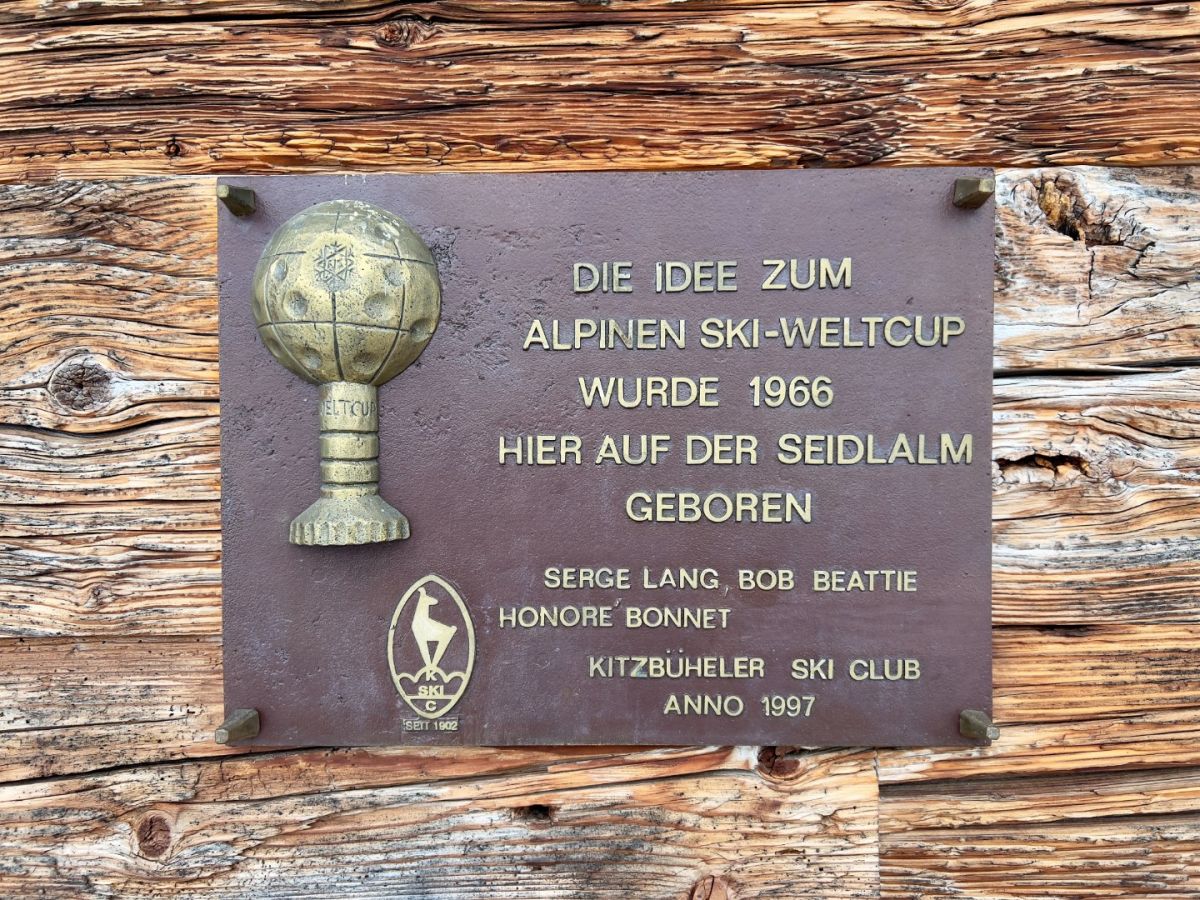 WELTCUP
DIE IDEE ZUM
ALPINEN SKI-WELTCUP
WURDE 1966
HIER AUF DER SEIDLALM
GEBOREN
SERGE LANG, BOB BEATTIE
HONORÉ BONNET
KITZBÜHELER SKI CLUB
ANNO 1997
K
SKI
C
SEIT 1902